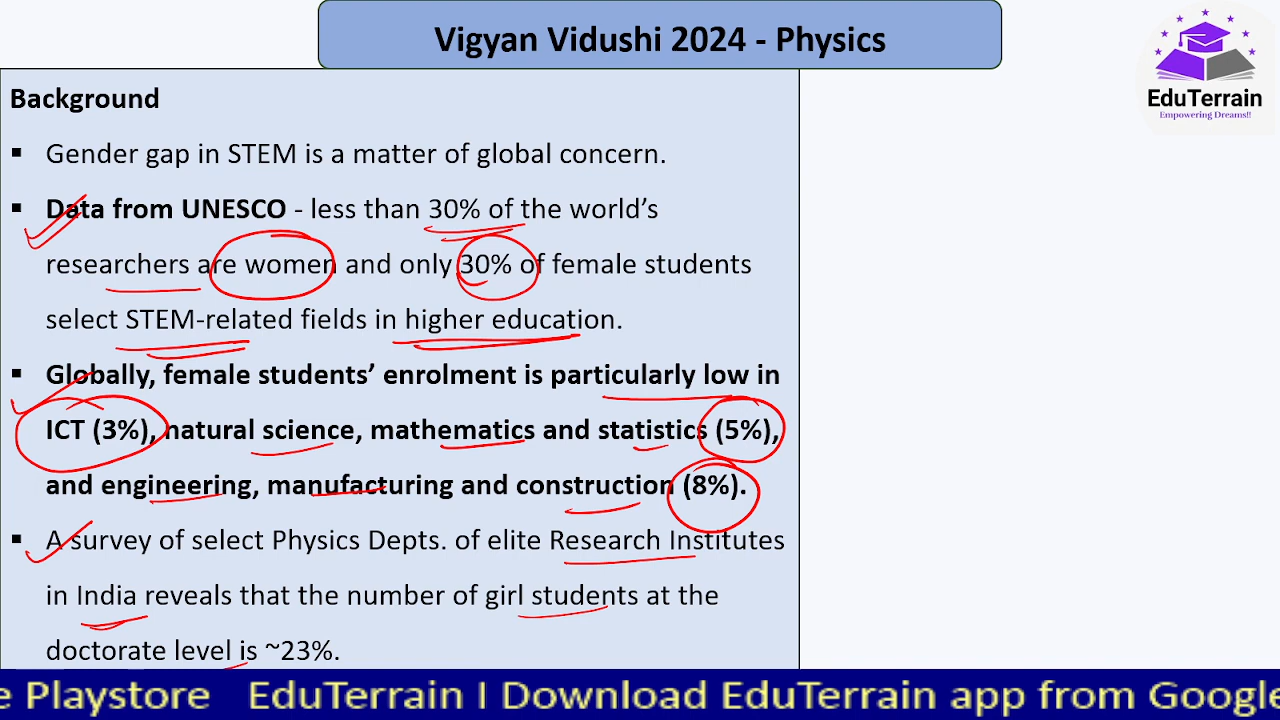 Vigyan Vidushi 2024 - Physics
EduTerrain
Empowering Dreams!!
Background
▪ Gender gap in STEM is a matter of global concern.
▪ Data from UNESCO - less than 30% of the world’s
researchers are women and only 30% of female students
select STEM-related fields in higher education.
▪ Globally, female students’ enrolment is particularly low in
ICT (3%), natural science, mathematics and statistics (5%),
and engineering, manufacturing and construction (8%).
▪ A survey of select Physics Depts. of elite Research Institutes
in India reveals that the number of girl students at the
doctorate level is ~23%.
e Playstore EduTerrain I Download EduTerrain app from Google